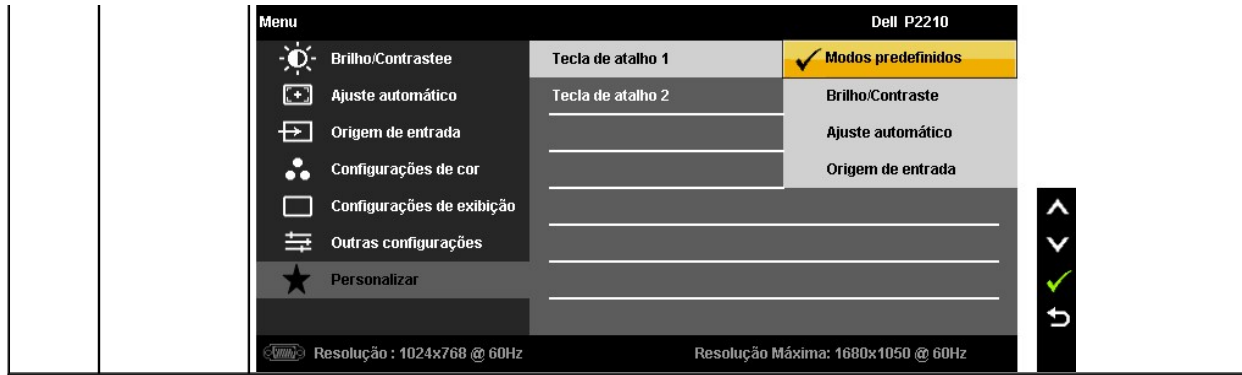 Menu Dell P2210
Brilho/Contrastee Tecla de atalho 1 Modos predefinidos
Ajuste automático Tecla de atalho 2 Brilho/Contraste
Origem de entrada Ajuste automático
Configurações de cor Origem de entrada
Configurações de exibição
Outras configurações
Personalizar
Resolução : 1024x768 @ 60Hz Resolução Máxima: 1680x1050 @ 60Hz